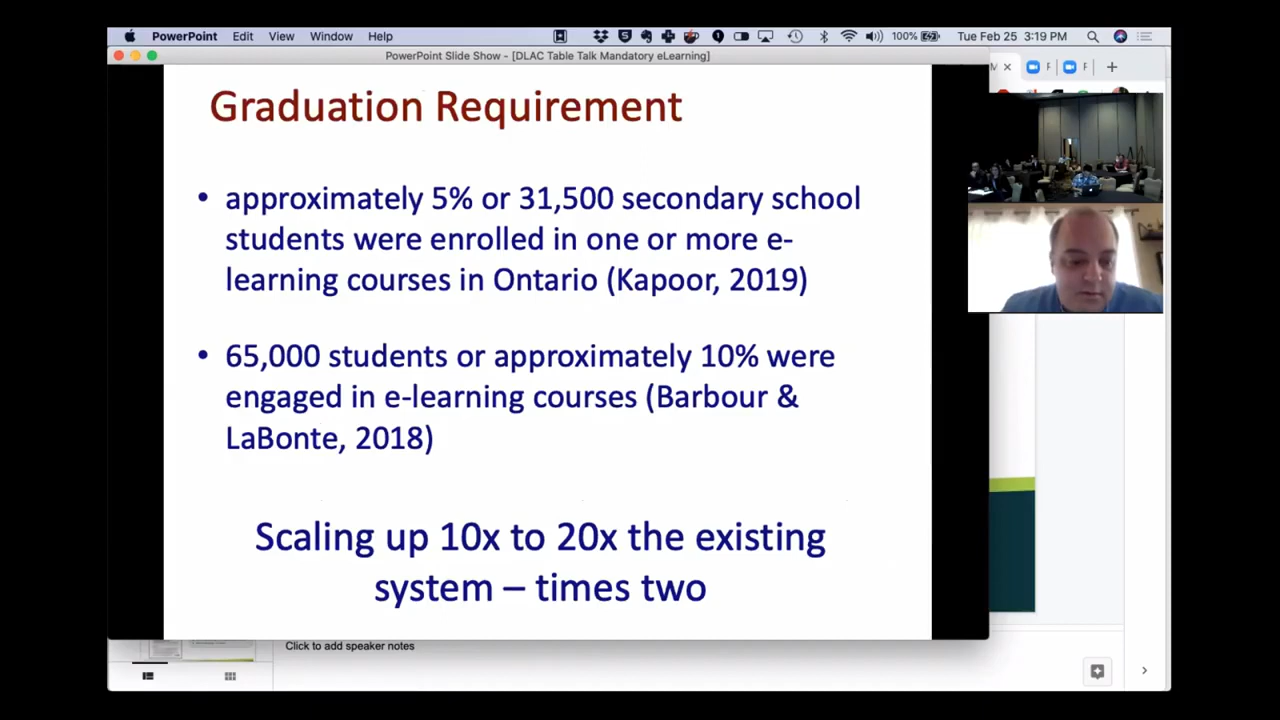 PowerPoint Edit View Window Help 100% Tue Feb 25 3:19 PM
PowerPoint Slide Show - [DLAC Table Talk Mandatory eLearning]
Graduation Requirement
• approximately 5% or 31,500 secondary school
students were enrolled in one or more e-
learning courses in Ontario (Kapoor, 2019)
• 65,000 students or approximately 10% were
engaged in e-learning courses (Barbour &
LaBonte, 2018)
Scaling up 10x to 20x the existing
system – times two
Click to add speaker notes